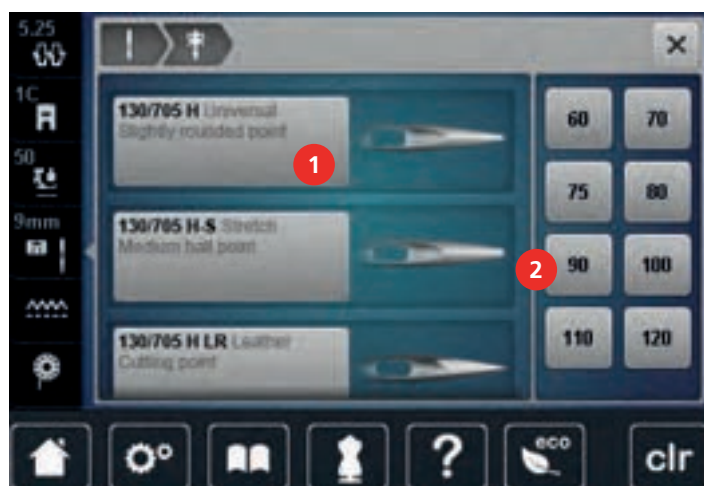 5.25
1C
50
9mm
130/705 H Universal
Slightly rounded point
1
130/705 H-S Stretch
Medium ball point
130/705 H LR Leather
Cutting point
60 70
75 80
2
90 100
110 120
?
eco
clr